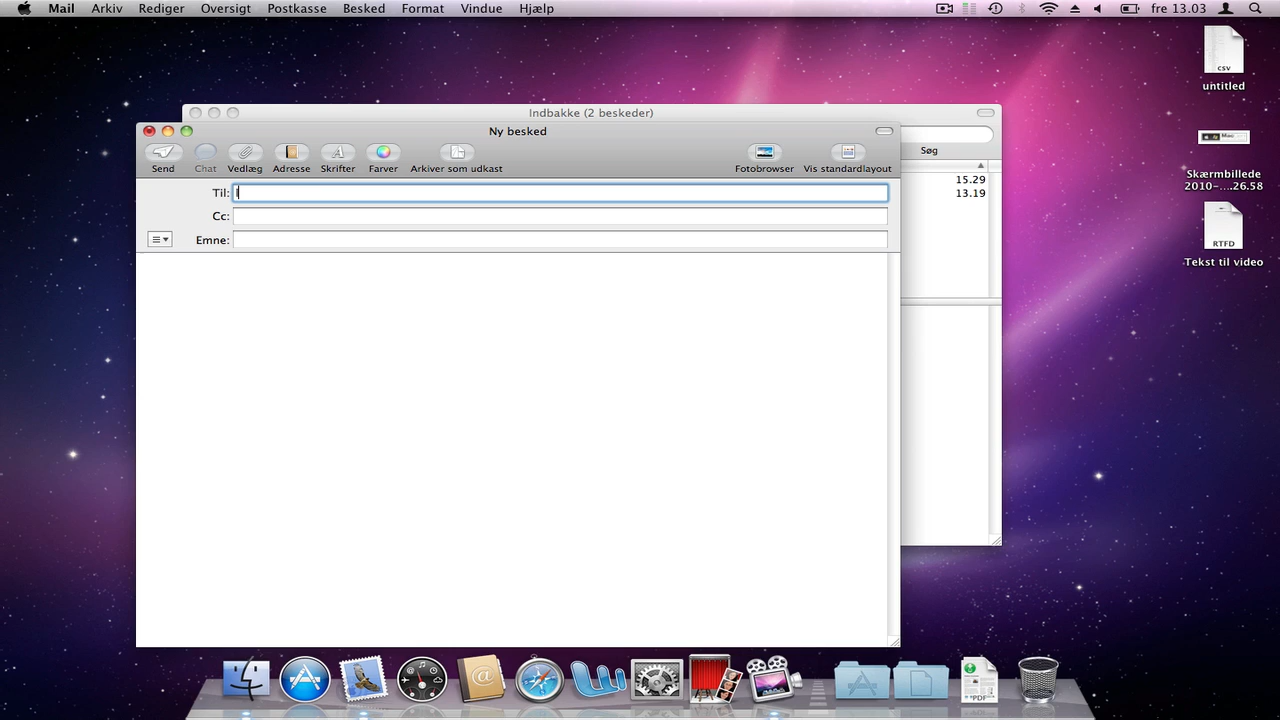 Mail Arkiv Rediger Oversigt Postkasse Besked Format Vindue Hjælp fre 13.03
CSV
untitled
Indbakke (2 beskeder)
Ny besked
Søg
Send Chat Vedlæg Adresse Skrifter Farver Arkiver som udkast Fotobrowser Vis standardlayout
Skærmbillede
2010-....26.58
15.29
Til: l
13.19
Cc:
Emne:
RTFD
Tekst til video
PDF